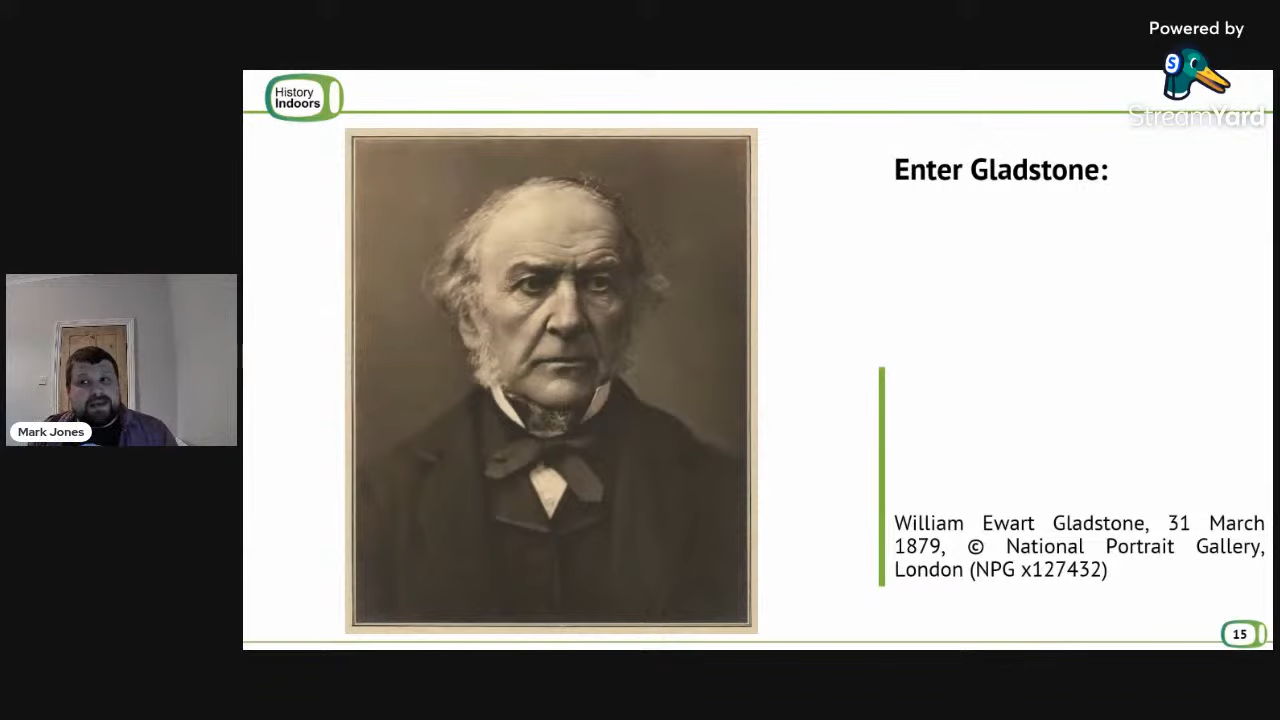 Powered by
S
StreamYard
History
Indoors
Enter Gladstone:
Mark Jones
William Ewart Gladstone, 31 March
1879, © National Portrait Gallery,
London (NPG x127432)
15